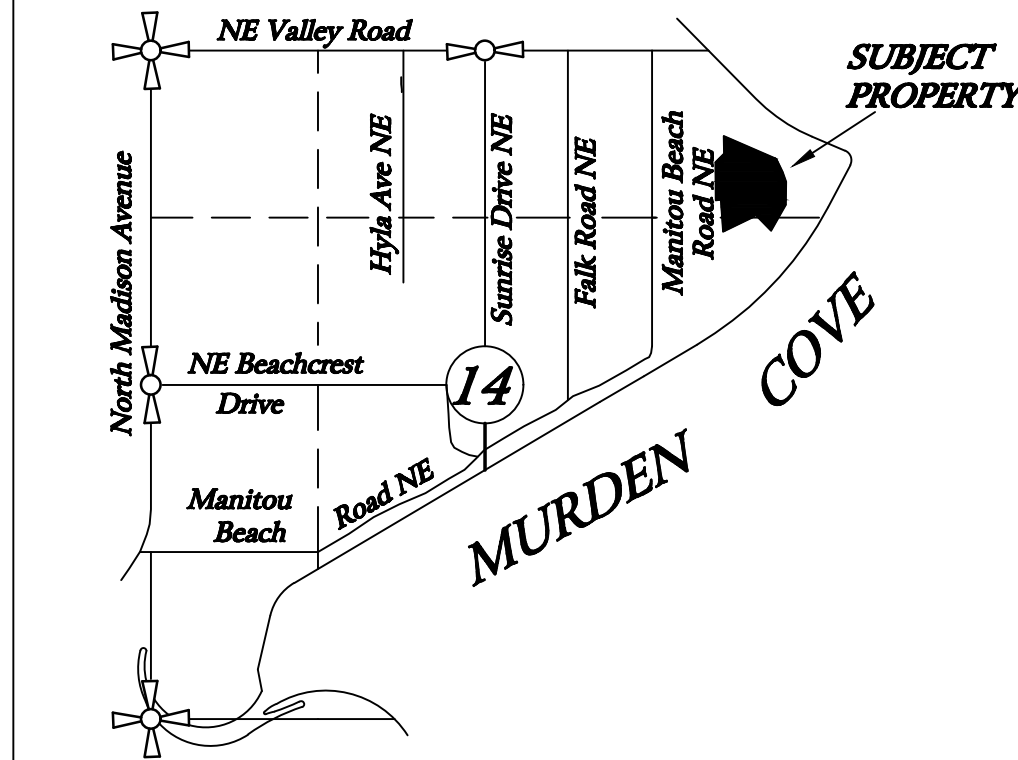 NE Valley Road
SUBJECT
PROPERTY
North Madison Avenue
Hyla Ave NE
Sunrise Drive NE
Falk Road NE
Manitou Beach
Road NE
NE Beachcrest
Drive
14
COVE
MURDEN
Manitou
Beach
Road NE